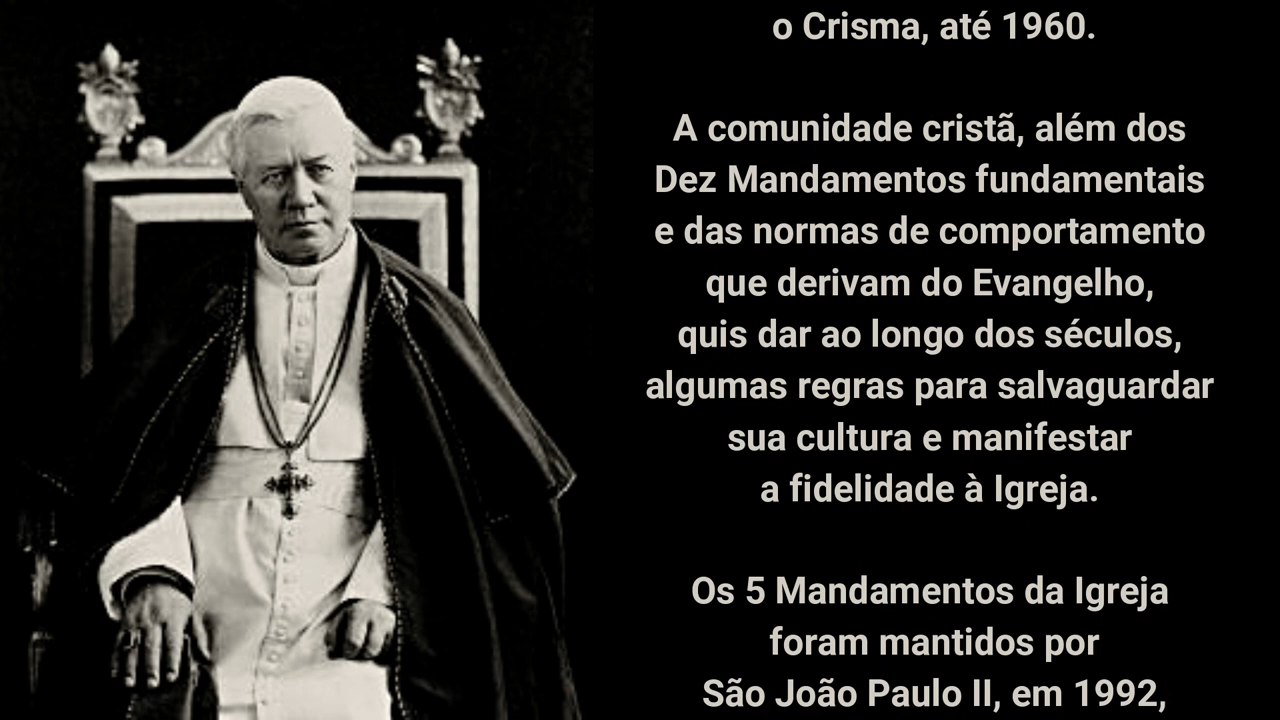 o Crisma, até 1960.
A comunidade cristã, além dos
Dez Mandamentos fundamentais
e das normas de comportamento
que derivam do Evangelho,
quis dar ao longo dos séculos,
algumas regras para salvaguardar
sua cultura e manifestar
a fidelidade à Igreja.
Os 5 Mandamentos da Igreja
foram mantidos por
São João Paulo II, em 1992,